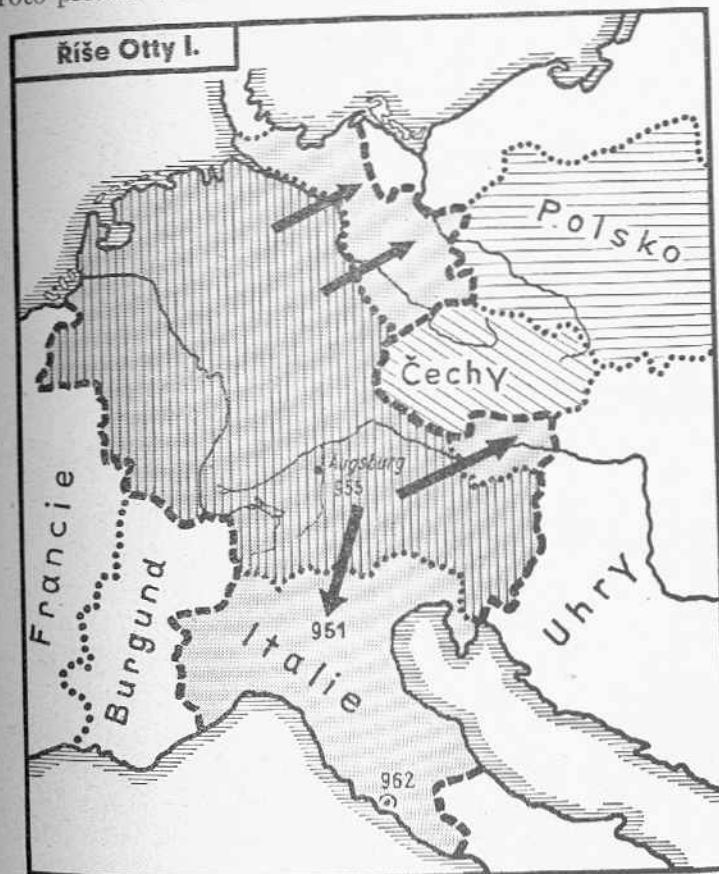 Říše Otty I.
Polsko
Čechy
Augsburg
955
Francie
Burgund
951
Italie
Uhry
962